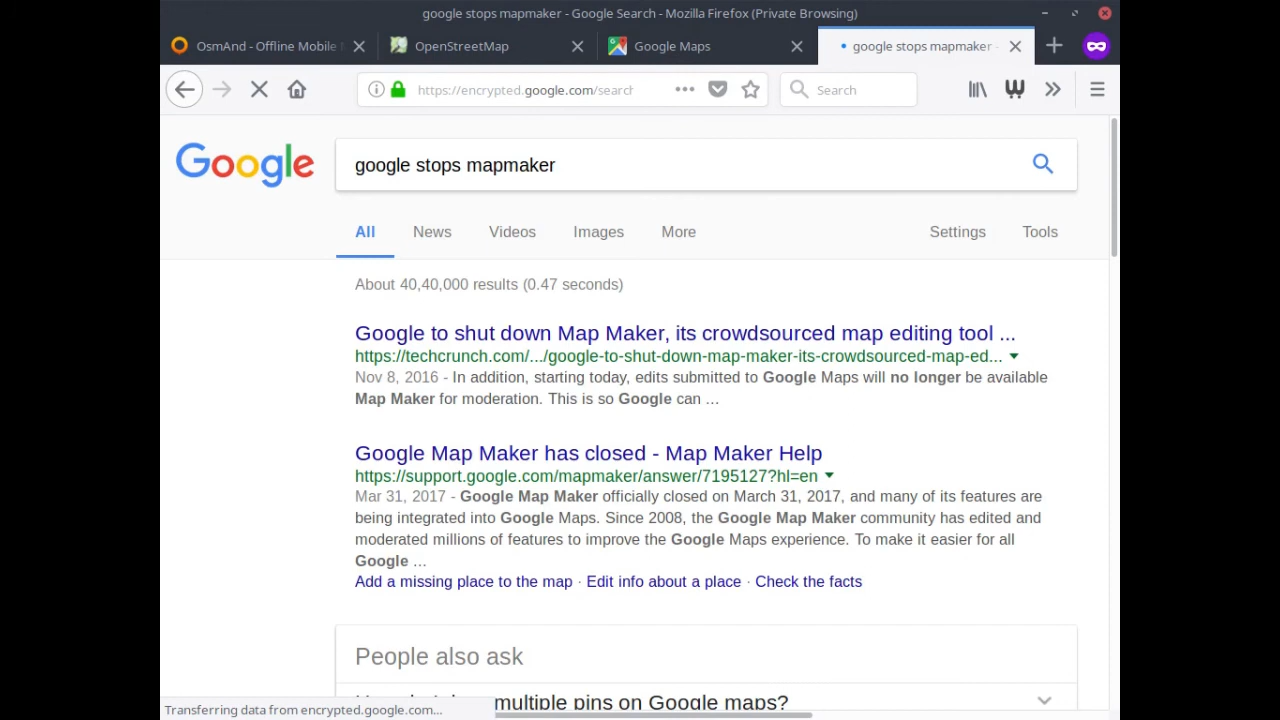 google stops mapmaker - Google Search - Mozilla Firefox (Private Browsing)
OsmAnd - Offline Mobile
OpenStreetMap
Google Maps
google stops mapmaker -
https://encrypted.google.com/search
Search
Google
google stops mapmaker
All News Videos Images More Settings Tools
About 40,40,000 results (0.47 seconds)
Google to shut down Map Maker, its crowdsourced map editing tool ...
https://techcrunch.com/.../google-to-shut-down-map-maker-its-crowdsourced-map-ed...
Nov 8, 2016 - In addition, starting today, edits submitted to Google Maps will no longer be available
Map Maker for moderation. This is so Google can ...
Google Map Maker has closed - Map Maker Help
https://support.google.com/mapmaker/answer/7195127?hl=en
Mar 31, 2017 - Google Map Maker officially closed on March 31, 2017, and many of its features are
being integrated into Google Maps. Since 2008, the Google Map Maker community has edited and
moderated millions of features to improve the Google Maps experience. To make it easier for all
Google ...
Add a missing place to the map · Edit info about a place · Check the facts
People also ask
multiple pins on Google maps?
Transferring data from encrypted.google.com...